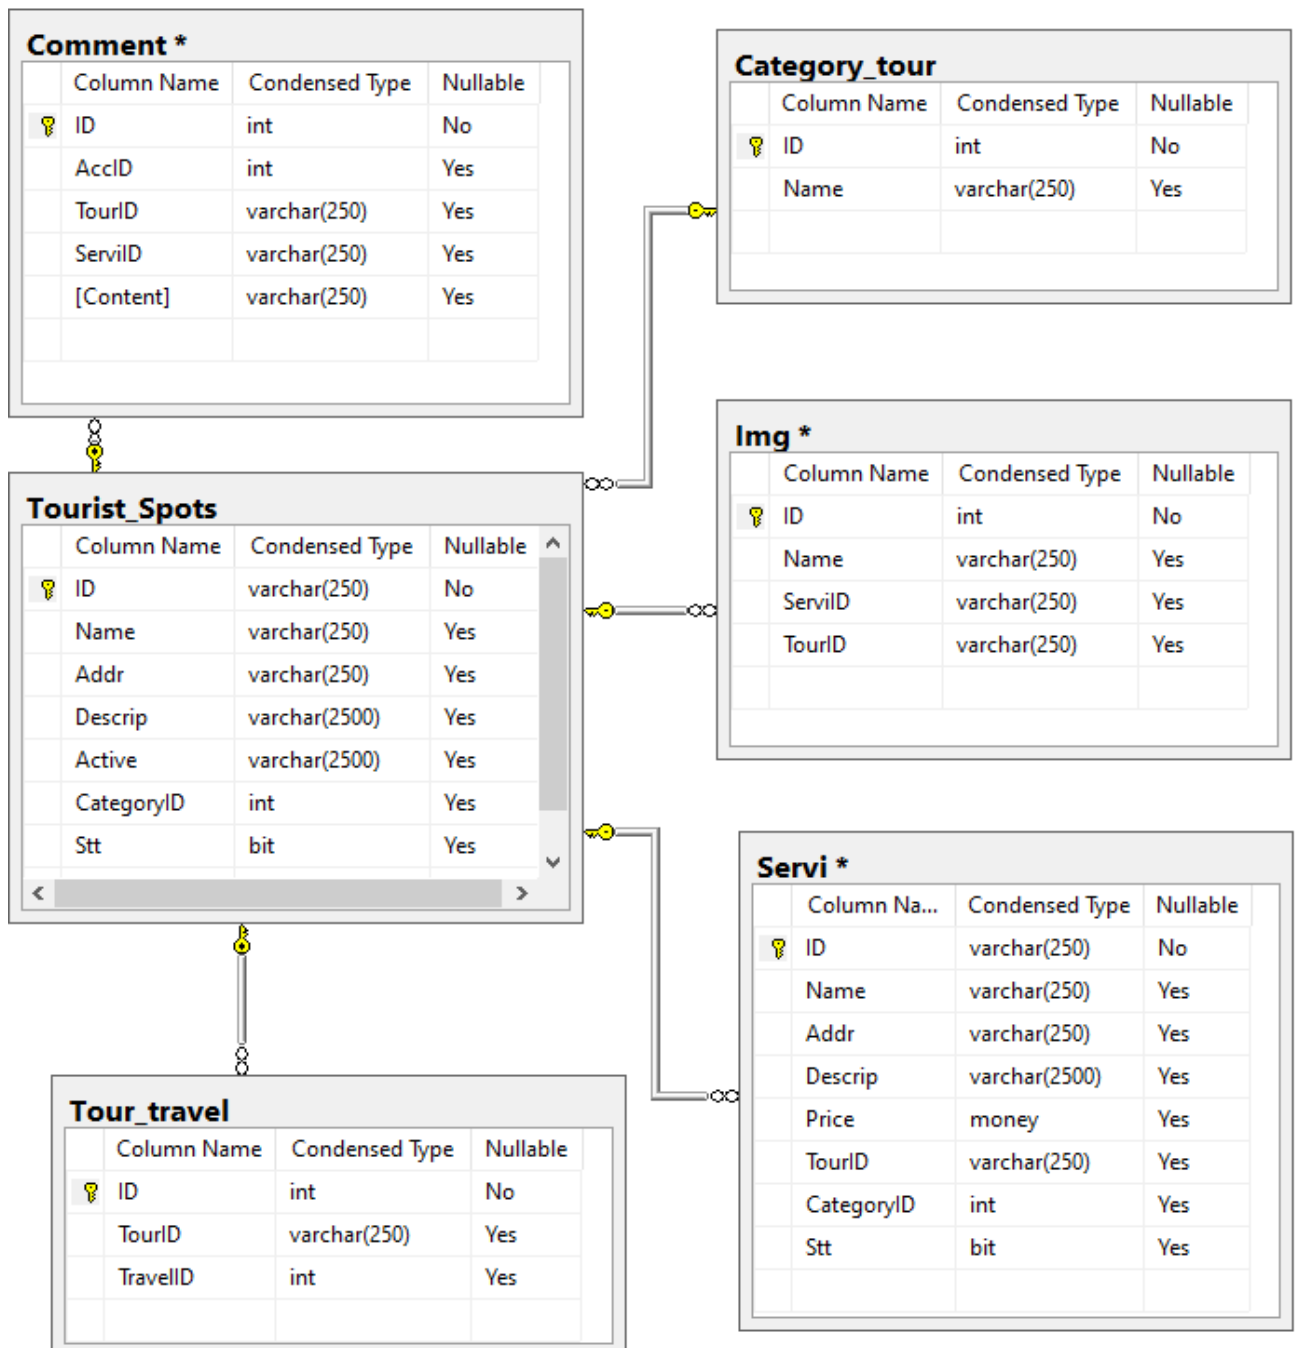 Comment *
Column Name Condensed Type Nullable
ID int No
AccID int Yes
TourID varchar(250) Yes
ServiID varchar(250) Yes
[Content] varchar(250) Yes
Category_tour
Column Name Condensed Type Nullable
ID int No
Name varchar(250) Yes
Img *
Column Name Condensed Type Nullable
ID int No
Name varchar(250) Yes
ServiID varchar(250) Yes
TourID varchar(250) Yes
Tourist_Spots
Column Name Condensed Type Nullable
ID varchar(250) No
Name varchar(250) Yes
Addr varchar(250) Yes
Descrip varchar(2500) Yes
Active varchar(2500) Yes
CategoryID int Yes
Stt bit Yes
Servi *
Column Na... Condensed Type Nullable
ID varchar(250) No
Name varchar(250) Yes
Addr varchar(250) Yes
Descrip varchar(2500) Yes
Price money Yes
TourID varchar(250) Yes
CategoryID int Yes
Stt bit Yes
Tour_travel
Column Name Condensed Type Nullable
ID int No
TourID varchar(250) Yes
TravelID int Yes